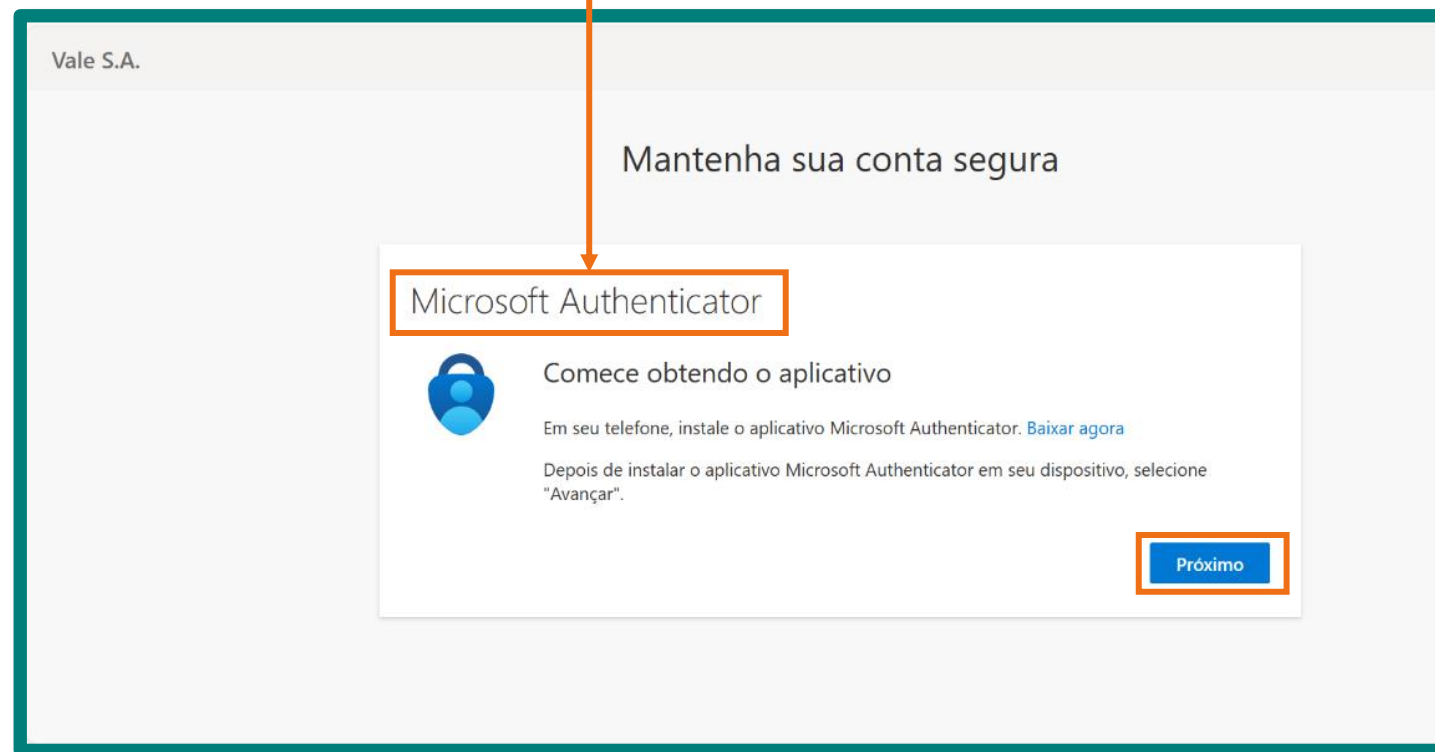 Vale S.A.
Mantenha sua conta segura
Microsoft Authenticator
Comece obtendo o aplicativo
Em seu telefone, instale o aplicativo Microsoft Authenticator. Baixar agora
Depois de instalar o aplicativo Microsoft Authenticator em seu dispositivo, selecione
"Avançar".
Próximo